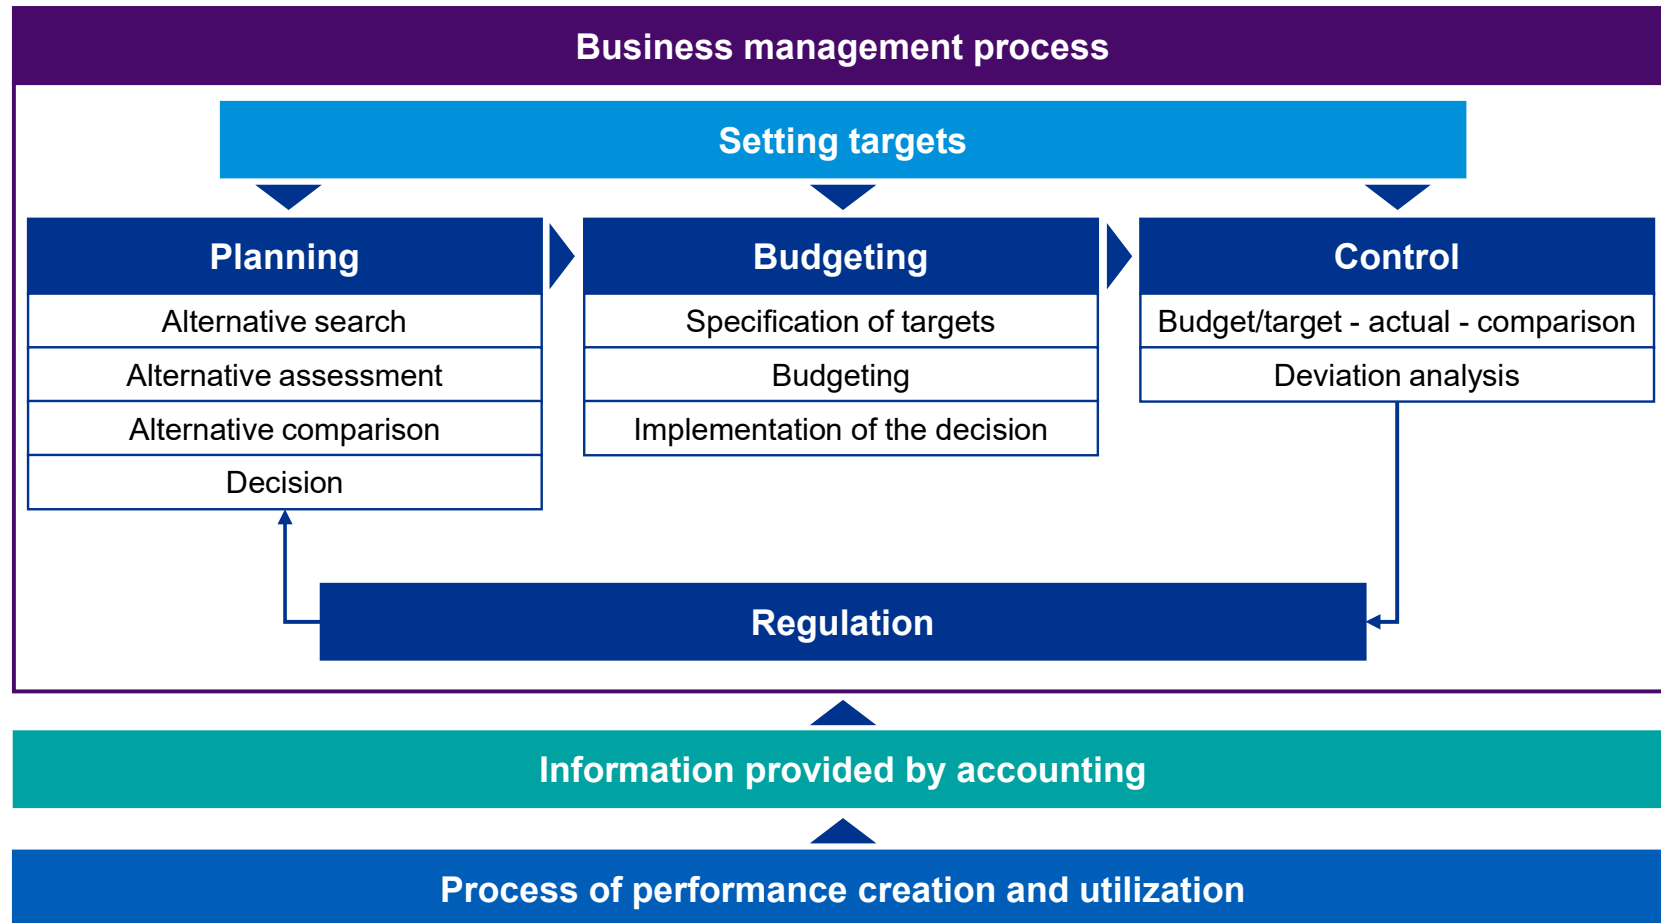 Business management process
Setting targets
Planning
Alternative search
Alternative assessment
Alternative comparison
Decision
Budgeting
Specification of targets
Budgeting
Implementation of the decision
Control
Budget/target - actual - comparison
Deviation analysis
Regulation
Information provided by accounting
Process of performance creation and utilization